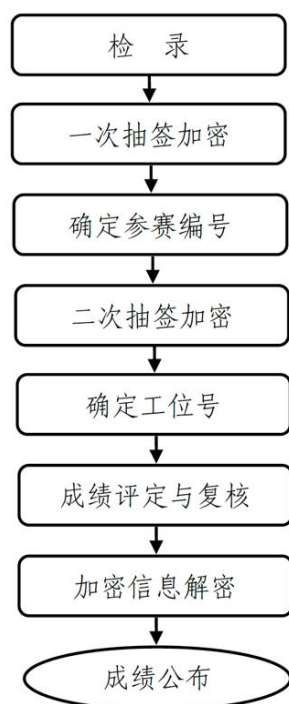 检 录
一次抽签加密
确定参赛编号
二次抽签加密
确定工位号
成绩评定与复核
加密信息解密
成绩公布